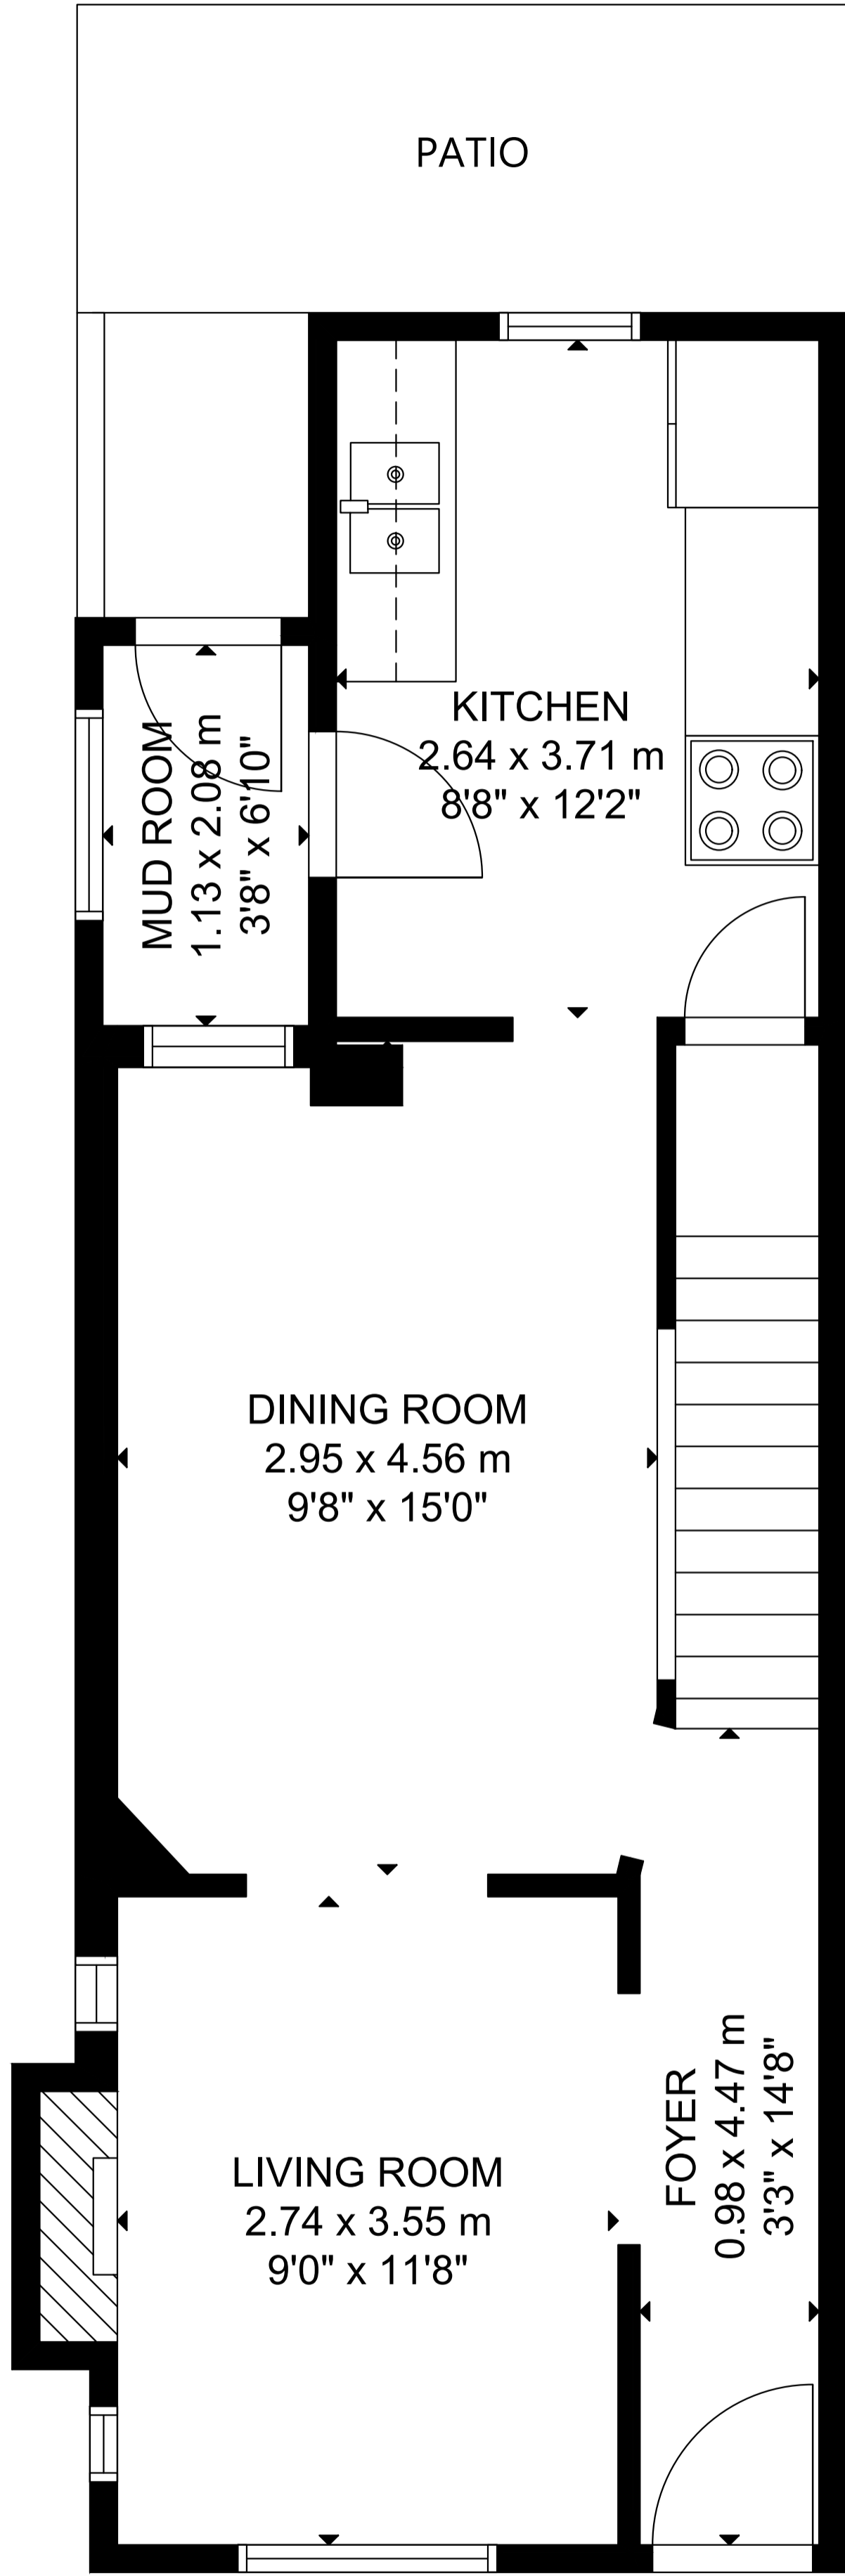 PATIO
KITCHEN
2.64 x 3.71 m
8'8" x 12'2"
MUD ROOM
1.13 x 2.08 m
3'8" x 6'10"
DINING ROOM
2.95 x 4.56 m
9'8" x 15'0"
LIVING ROOM
2.74 x 3.55 m
9'0" x 11'8"
FOYER
0.98 x 4.47 m
3'3" x 14'8"